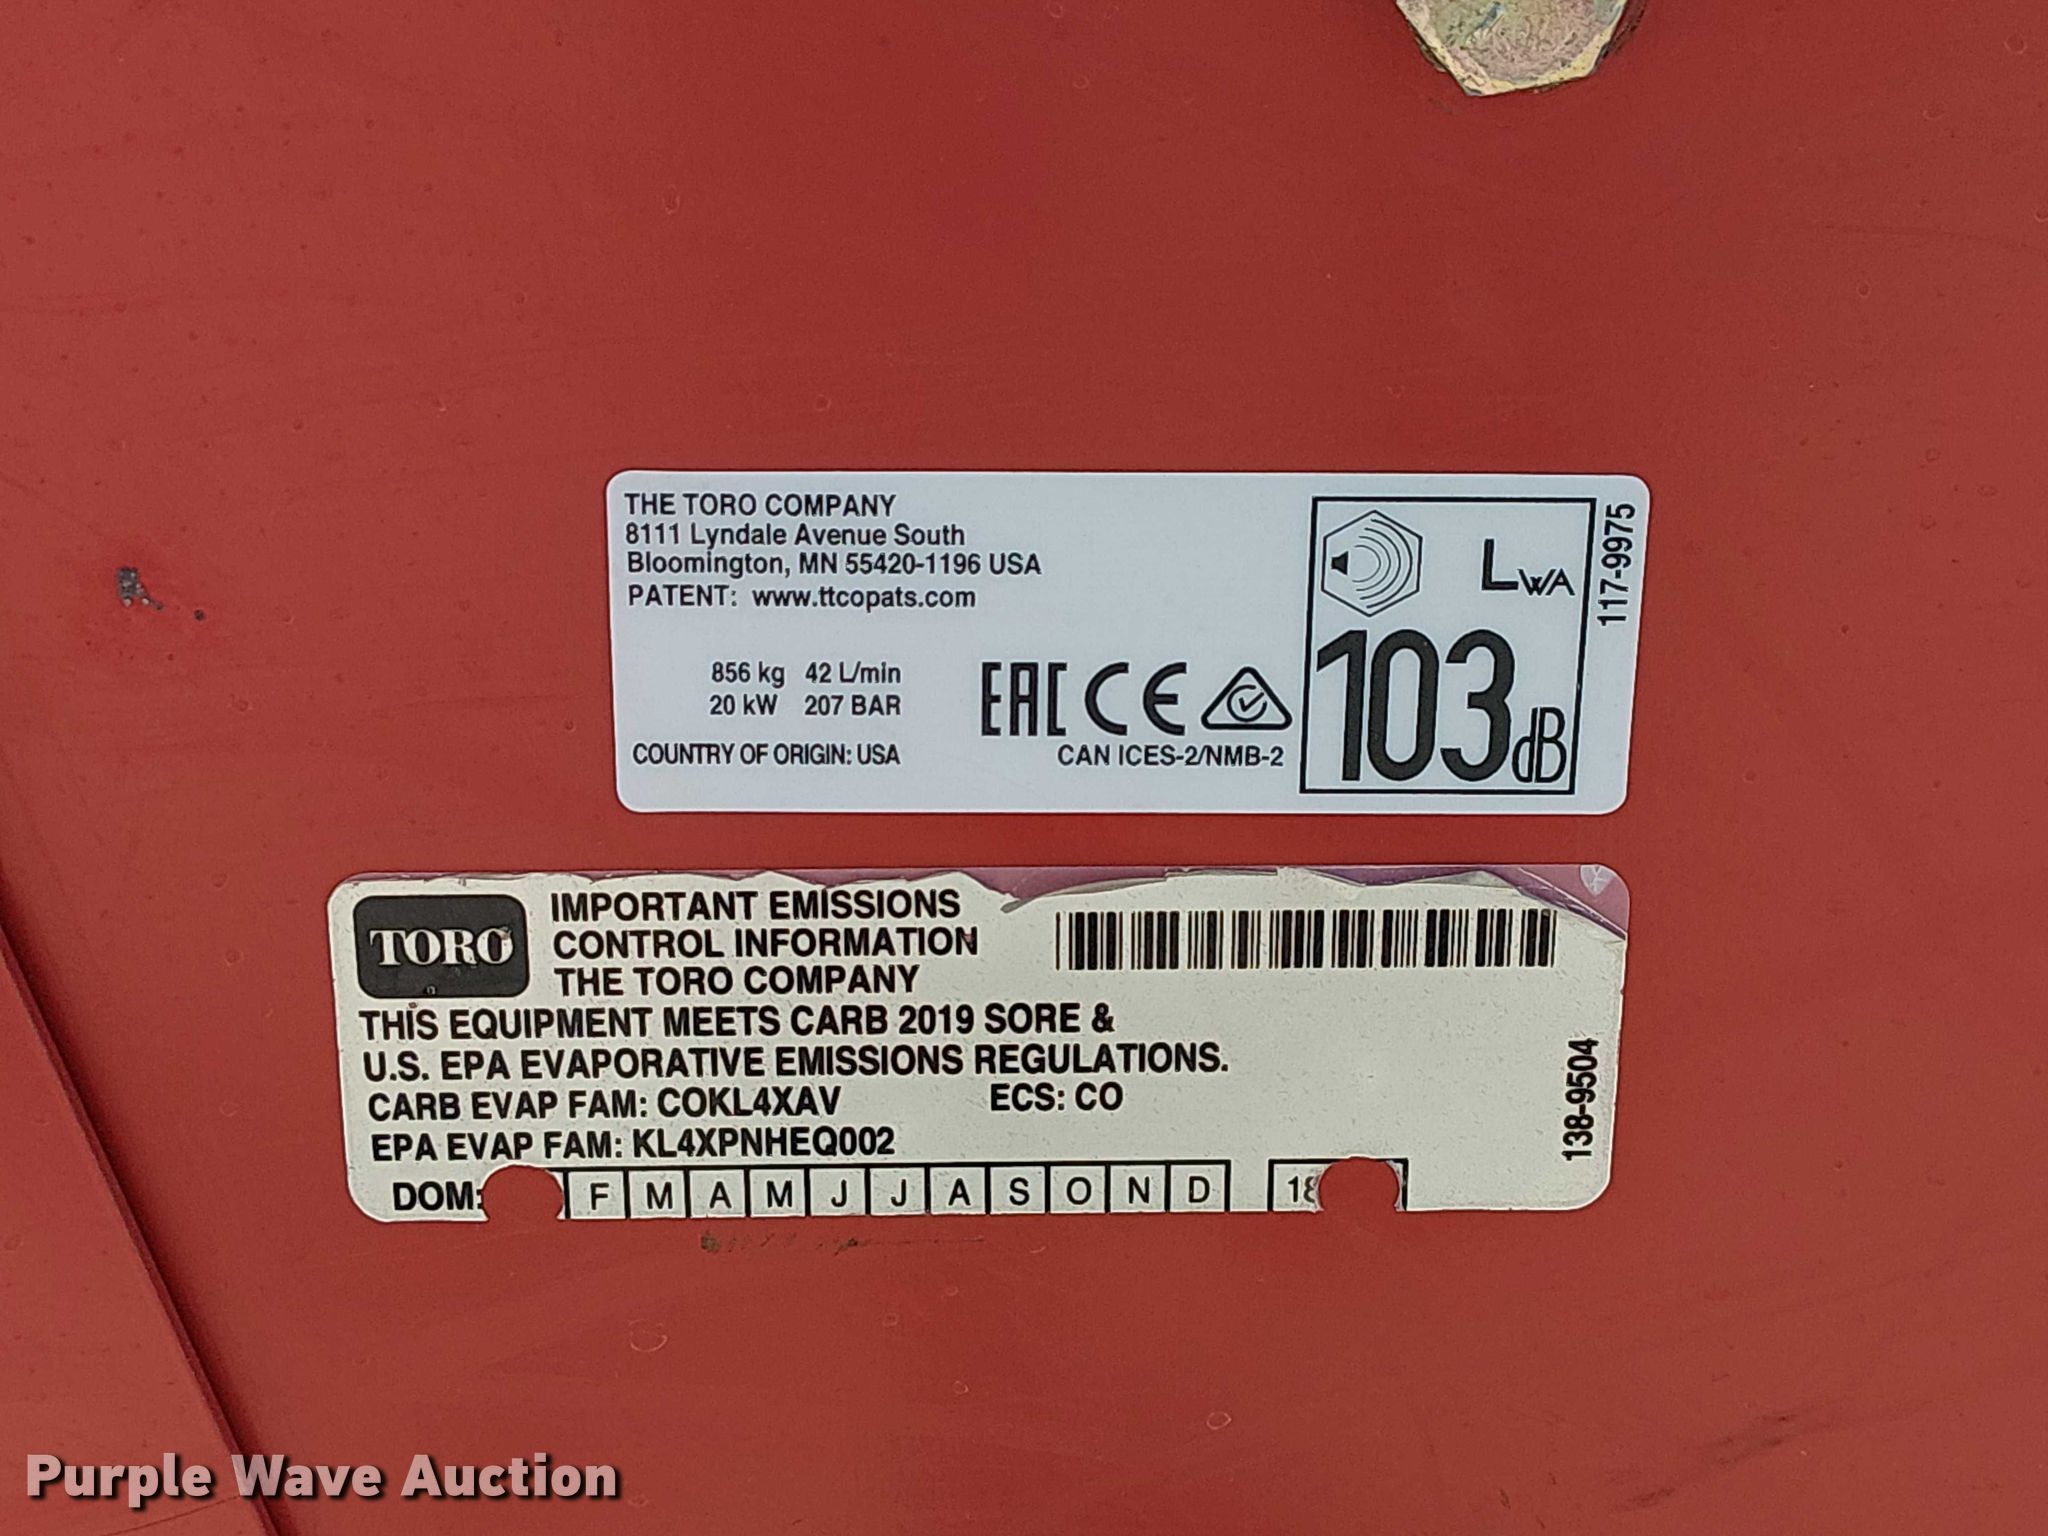 THE TORO COMPANY
8111 Lyndale Avenue South
Bloomington, MN 55420-1196 USA
PATENT: www.ttcopats.com
856 kg 42 L/min
20 kW 207 BAR
COUNTRY OF ORIGIN: USA
EAC CE
CAN ICES-2/NMB-2
LWA
103dB
117-9975
TORO
IMPORTANT EMISSIONS
CONTROL INFORMATION
THE TORO COMPANY
THIS EQUIPMENT MEETS CARB 2019 SORE &
U.S. EPA EVAPORATIVE EMISSIONS REGULATIONS.
CARB EVAP FAM: COKL4XAV ECS: CO
EPA EVAP FAM: KL4XPNHEQ002
DOM: F M A M J J A S O N D 18
138-9504
Purple Wave Auction